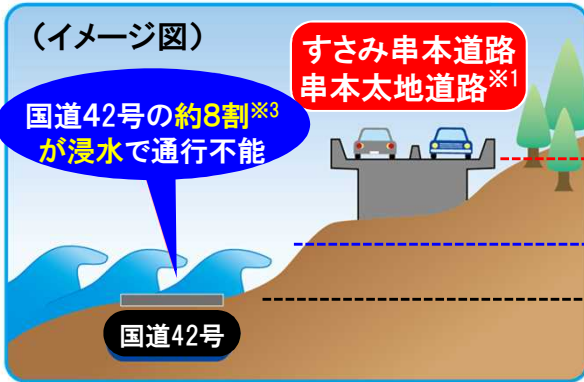 (イメージ図)
すさみ串本道路
串本太地道路※1
国道42号の約8割※3
が浸水で通行不能
国道42号